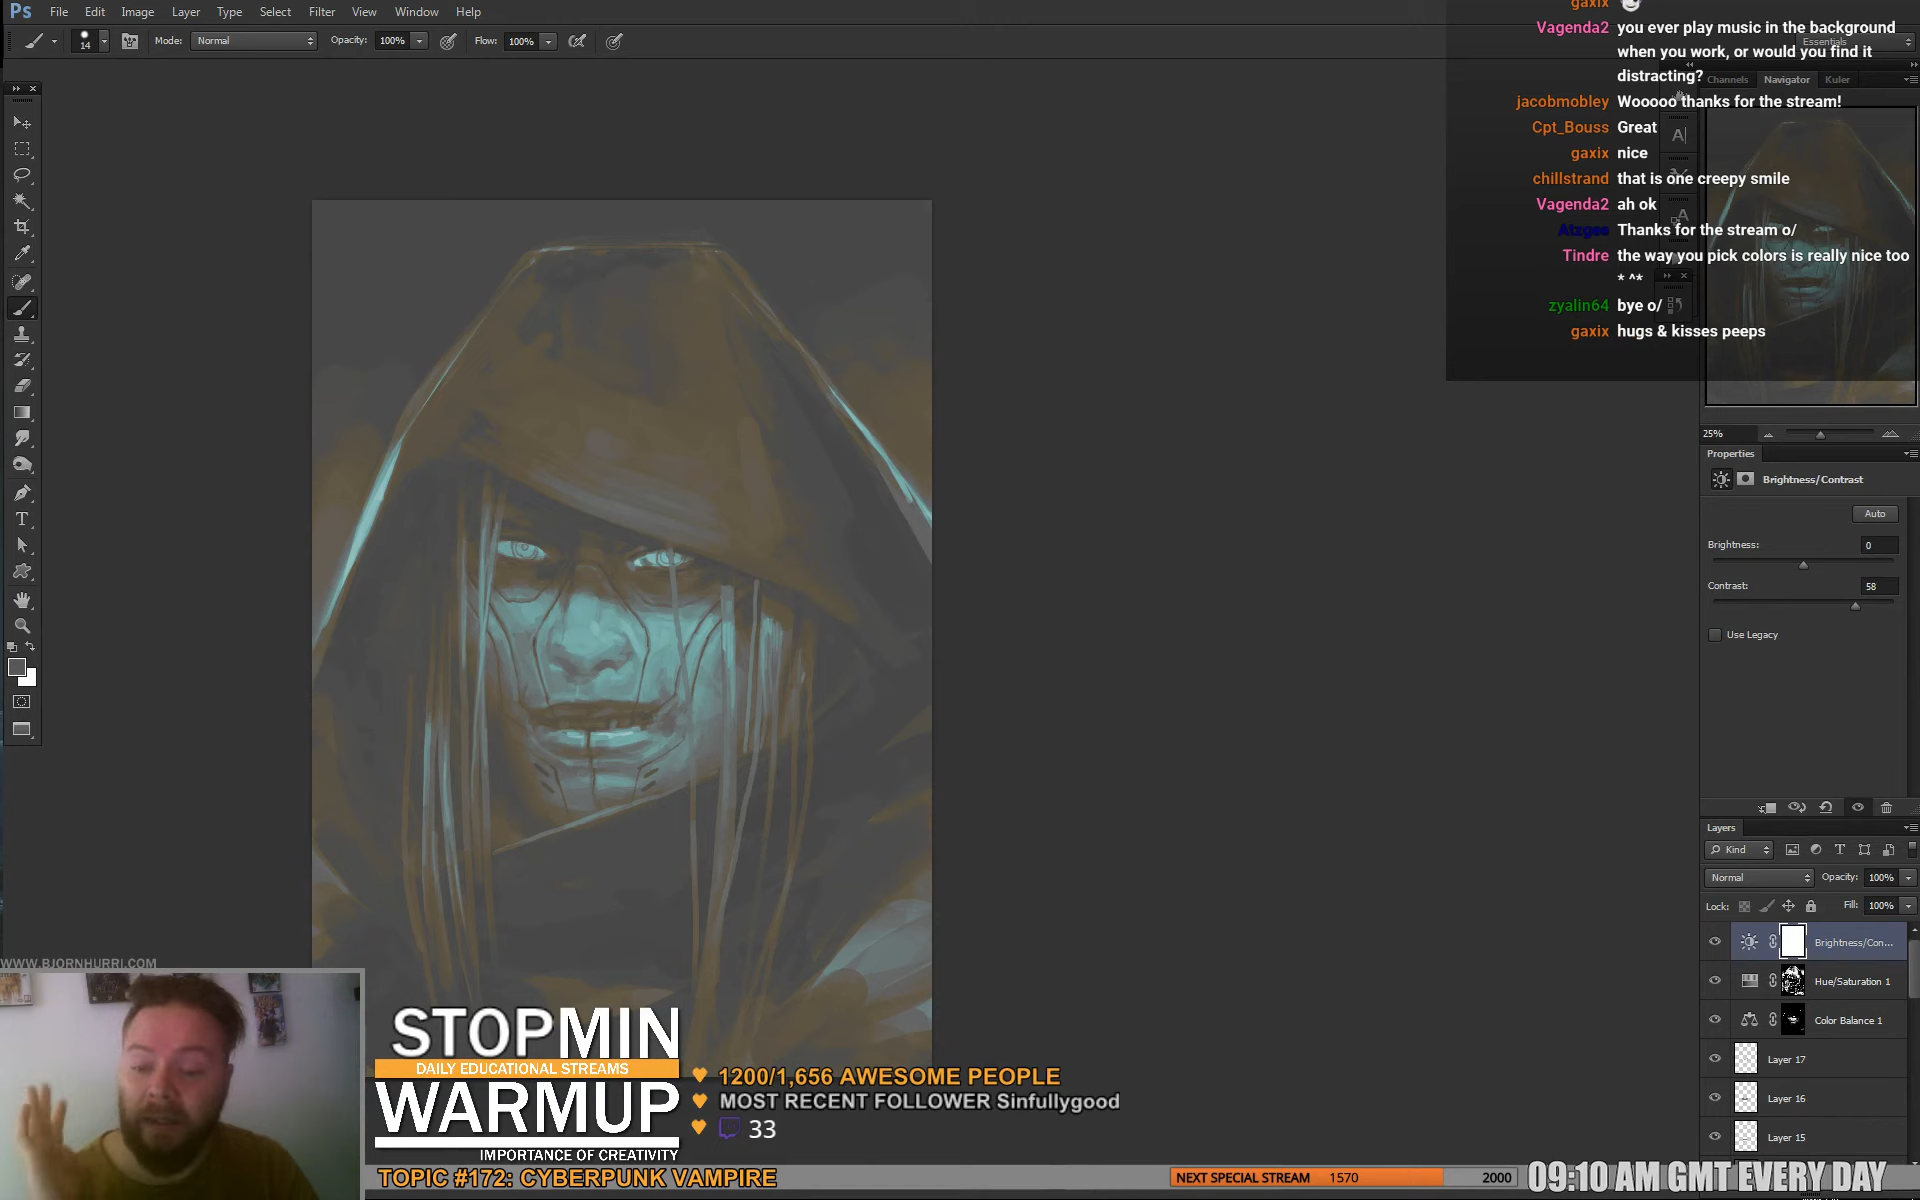 Ps File Edit Image Layer Type Select Filter View Window Help
14 Mode: Normal Opacity: 100% Flow: 100%
Essentials
gaxix
Vagenda2 you ever play music in the background
when you work, or would you find it
distracting?
jacobmobley Wooooo thanks for the stream!
Cpt_Bouss Great
gaxix nice
chillstrand that is one creepy smile
Vagenda2 ah ok
Atzgee Thanks for the stream o/
Tindre the way you pick colors is really nice too
* ^*
zyalin64 bye o/
gaxix hugs & kisses peeps
Channels Navigator Kuler
25%
Properties
Brightness/Contrast
Auto
Brightness: 0
Contrast: 58
Use Legacy
Layers
Kind
Normal Opacity: 100%
Lock: Fill: 100%
Brightness/Con...
Hue/Saturation 1
Color Balance 1
Layer 17
Layer 16
Layer 15
WWW.BJORNHURRI.COM
STOPMIN
DAILY EDUCATIONAL STREAMS
WARMUP
IMPORTANCE OF CREATIVITY
1200/1,656 AWESOME PEOPLE
MOST RECENT FOLLOWER Sinfullygood
33
TOPIC #172: CYBERPUNK VAMPIRE
NEXT SPECIAL STREAM 1570 2000
09:10 AM GMT EVERY DAY